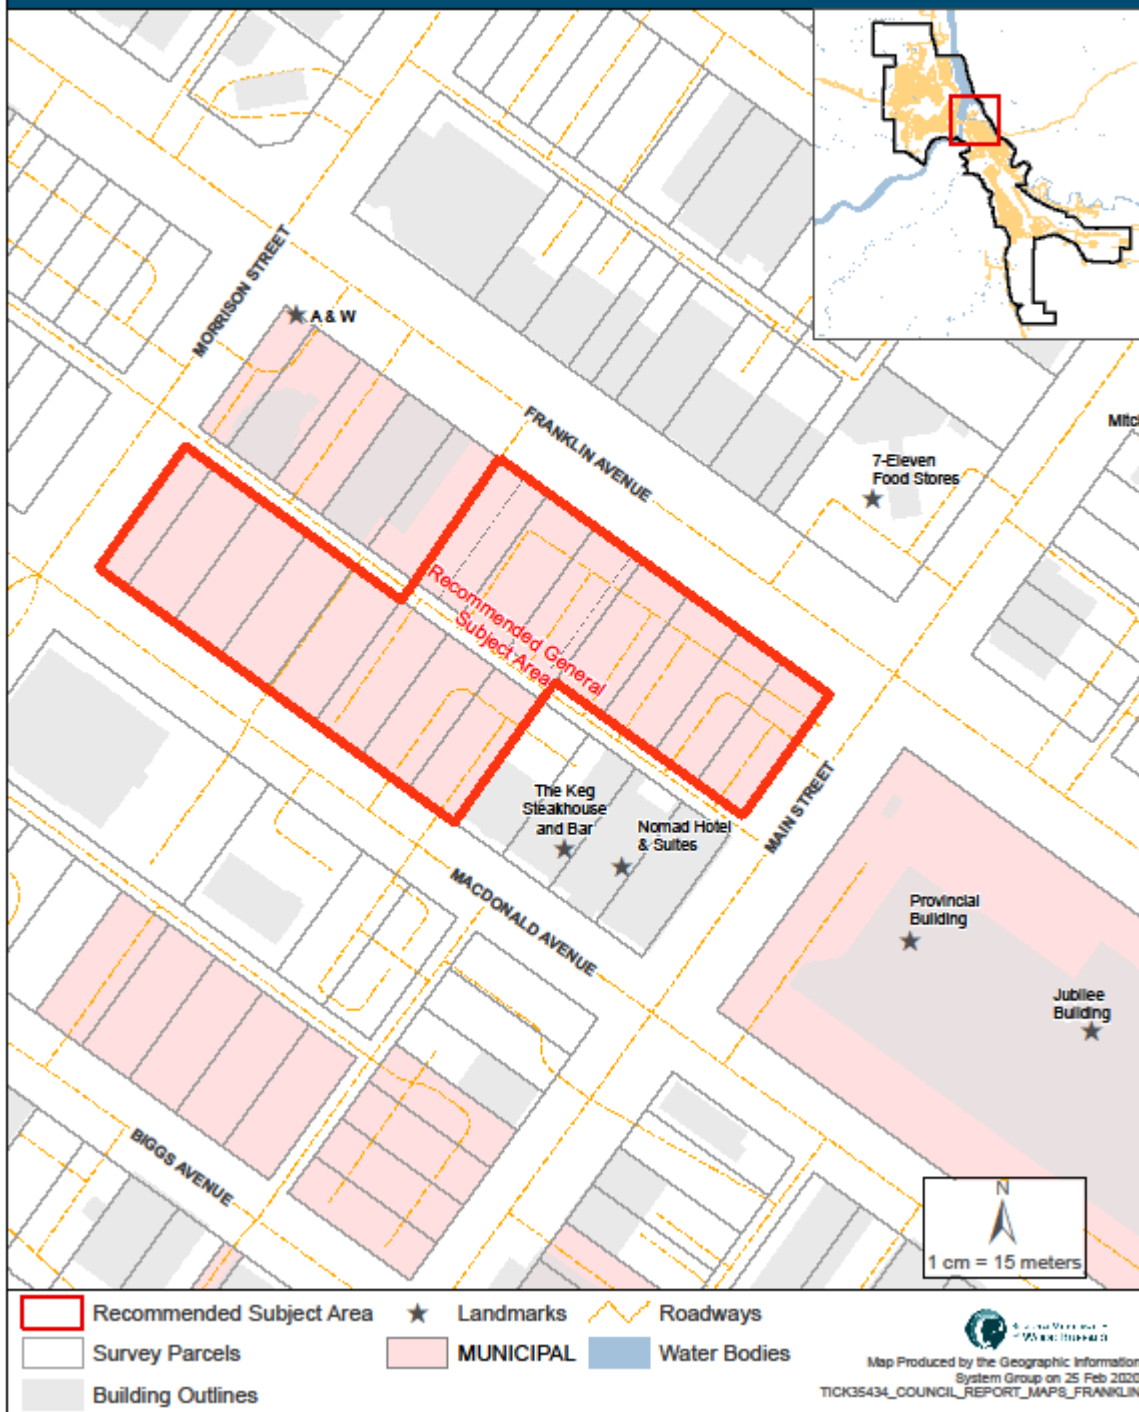 MORRISON STREET
A & W
FRANKLIN AVENUE
Mitc
7-Eleven
Food Stores
Recommended General
Subject Area
The Keg
Steakhouse
and Bar
Nomad Hotel
& Suites
MAIN STREET
MACDONALD AVENUE
Provincial
Building
Jubilee
Building
BIGGS AVENUE
N
1 cm = 15 meters
Recommended Subject Area
Landmarks
Roadways
Survey Parcels
MUNICIPAL
Water Bodies
Building Outlines
Map Produced by the Geographic Information
System Group on 25 Feb 2020
TICK35434_COUNCIL_REPORT_MAPS_FRANKLIN